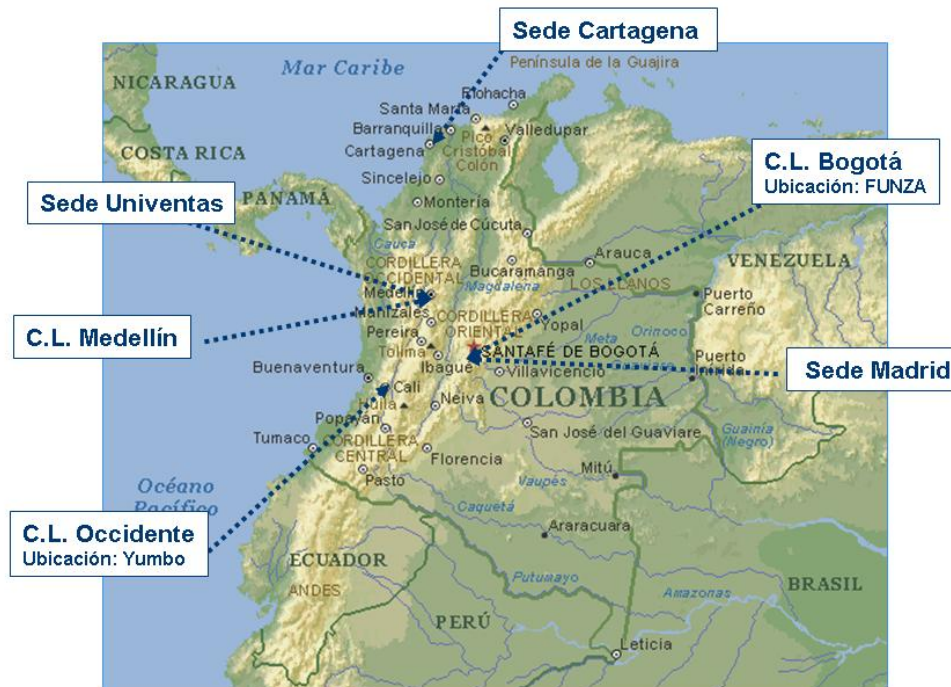 Sede Cartagena
Mar Caribe
Península de la Guajira
NICARAGUA
Santa Marta
Barranquilla
Valledupar
Pico Cristóbal Colón
Cartagena
COSTA RICA
C.L. Bogotá
Ubicación: FUNZA
Sincelejo
Sede Univentas
PANAMÁ
Montería
San José de Cúcuta
Cauca
Arauca
VENEZUELA
CORDILLERA
OCCIDENTAL
Bucaramanga
Magdalena
LOS LLANOS
Medellín
Puerto
Carreño
Manizales
CORDILLERA
ORIENTAL
Yopal
Orinoco
C.L. Medellín
Pereira
Meta
Tolima
SANTAFÉ DE BOGOTÁ
Puerto
Inírida
Ibagué
Villavicencio
Sede Madrid
Buenaventura
Cali
COLOMBIA
Huila
Neiva
Popayán
San José del Guaviare
Guainía
(Negro)
Tumaco
CORDILLERA
CENTRAL
Florencia
Mitú
Pasto
Vaupés
Océano
Pacífico
Caquetá
C.L. Occidente
Ubicación: Yumbo
Araracuara
ECUADOR
ANDES
Putumayo
Amazonas
BRASIL
PERÚ
Leticia